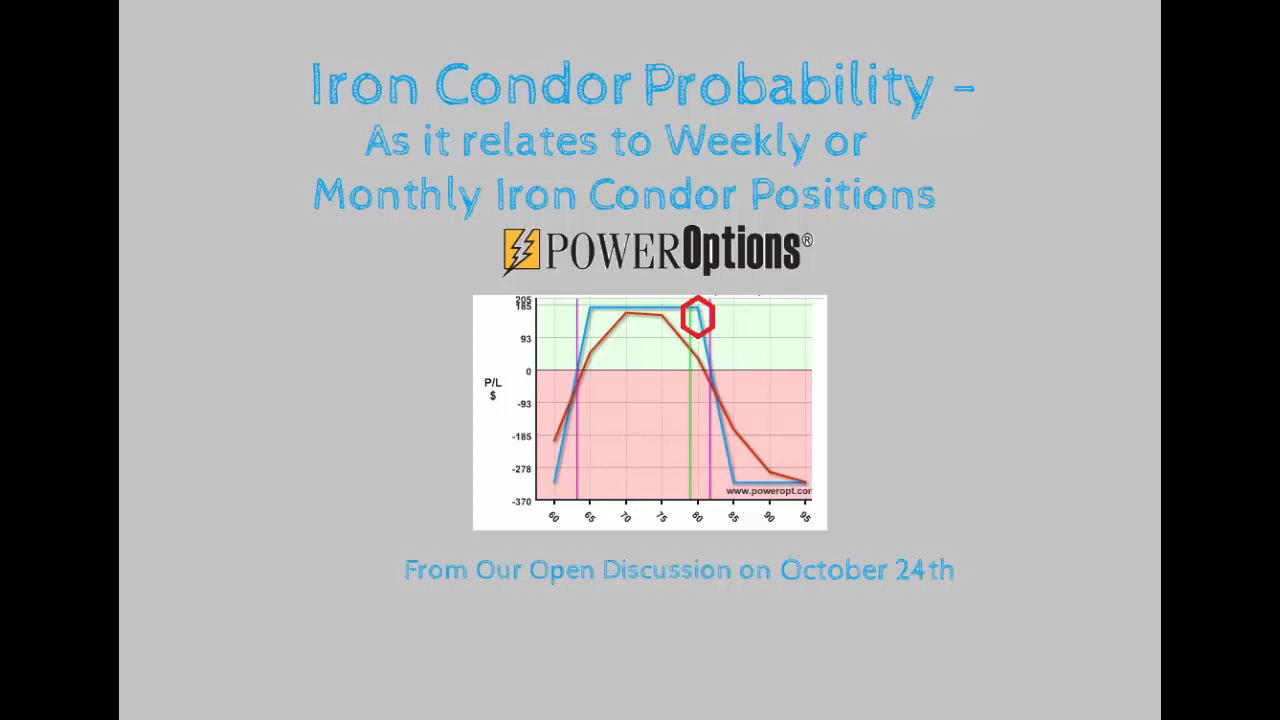 Iron Condor Probability -
As it relates to Weekly or
Monthly Iron Condor Positions
POWEROptions®
205
185
93
0
P/L
$
-93
-185
-278
www.poweropt.com
-370
60 65 70 75 80 85 90 95
From Our Open Discussion on October 24th